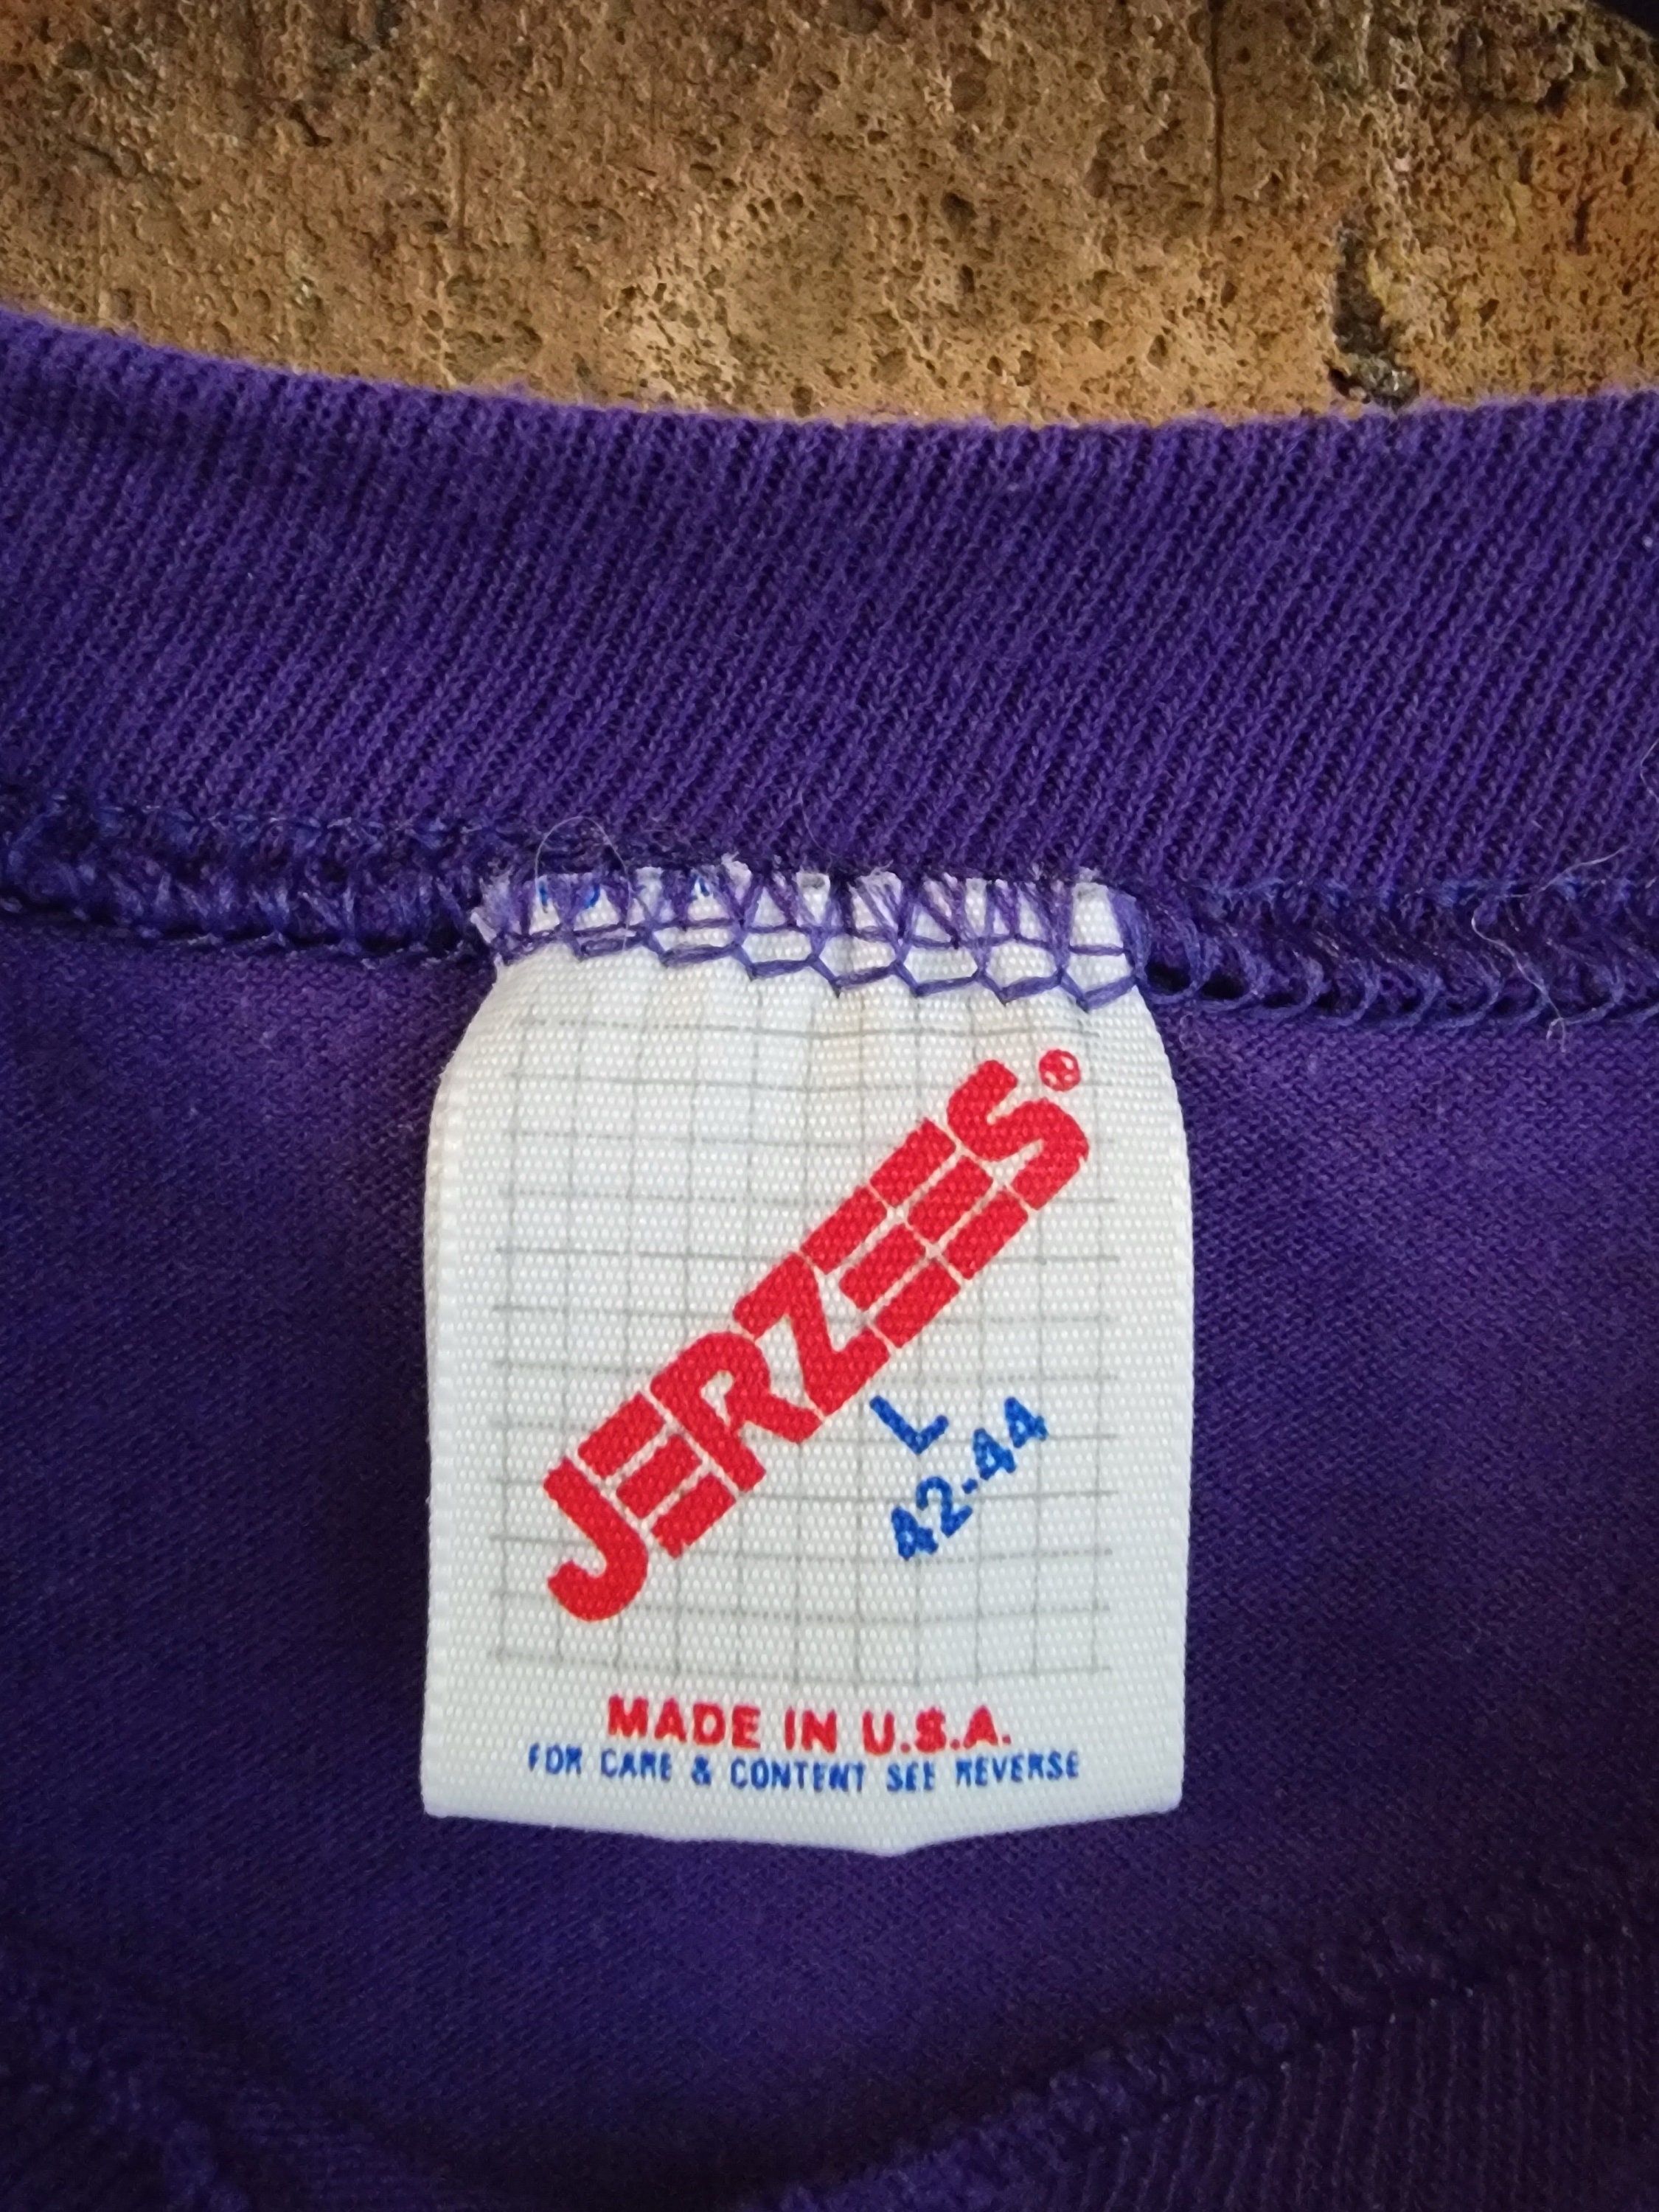 JERZEES®
L
42-44
MADE IN U.S.A.
FOR CARE & CONTENT SEE REVERSE